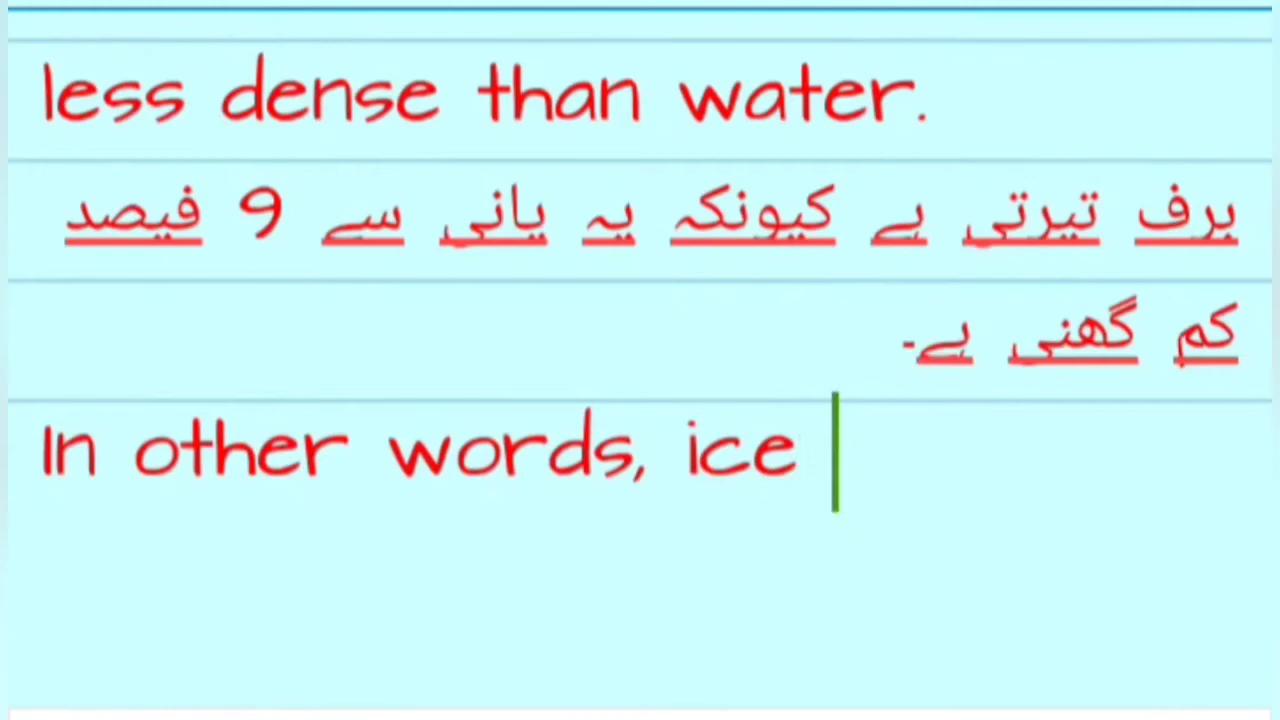 less dense than water.
برف تیرتی ہے کیونکہ یہ پانی سے 9 فیصد
کم گھنی ہے۔
In other words, ice